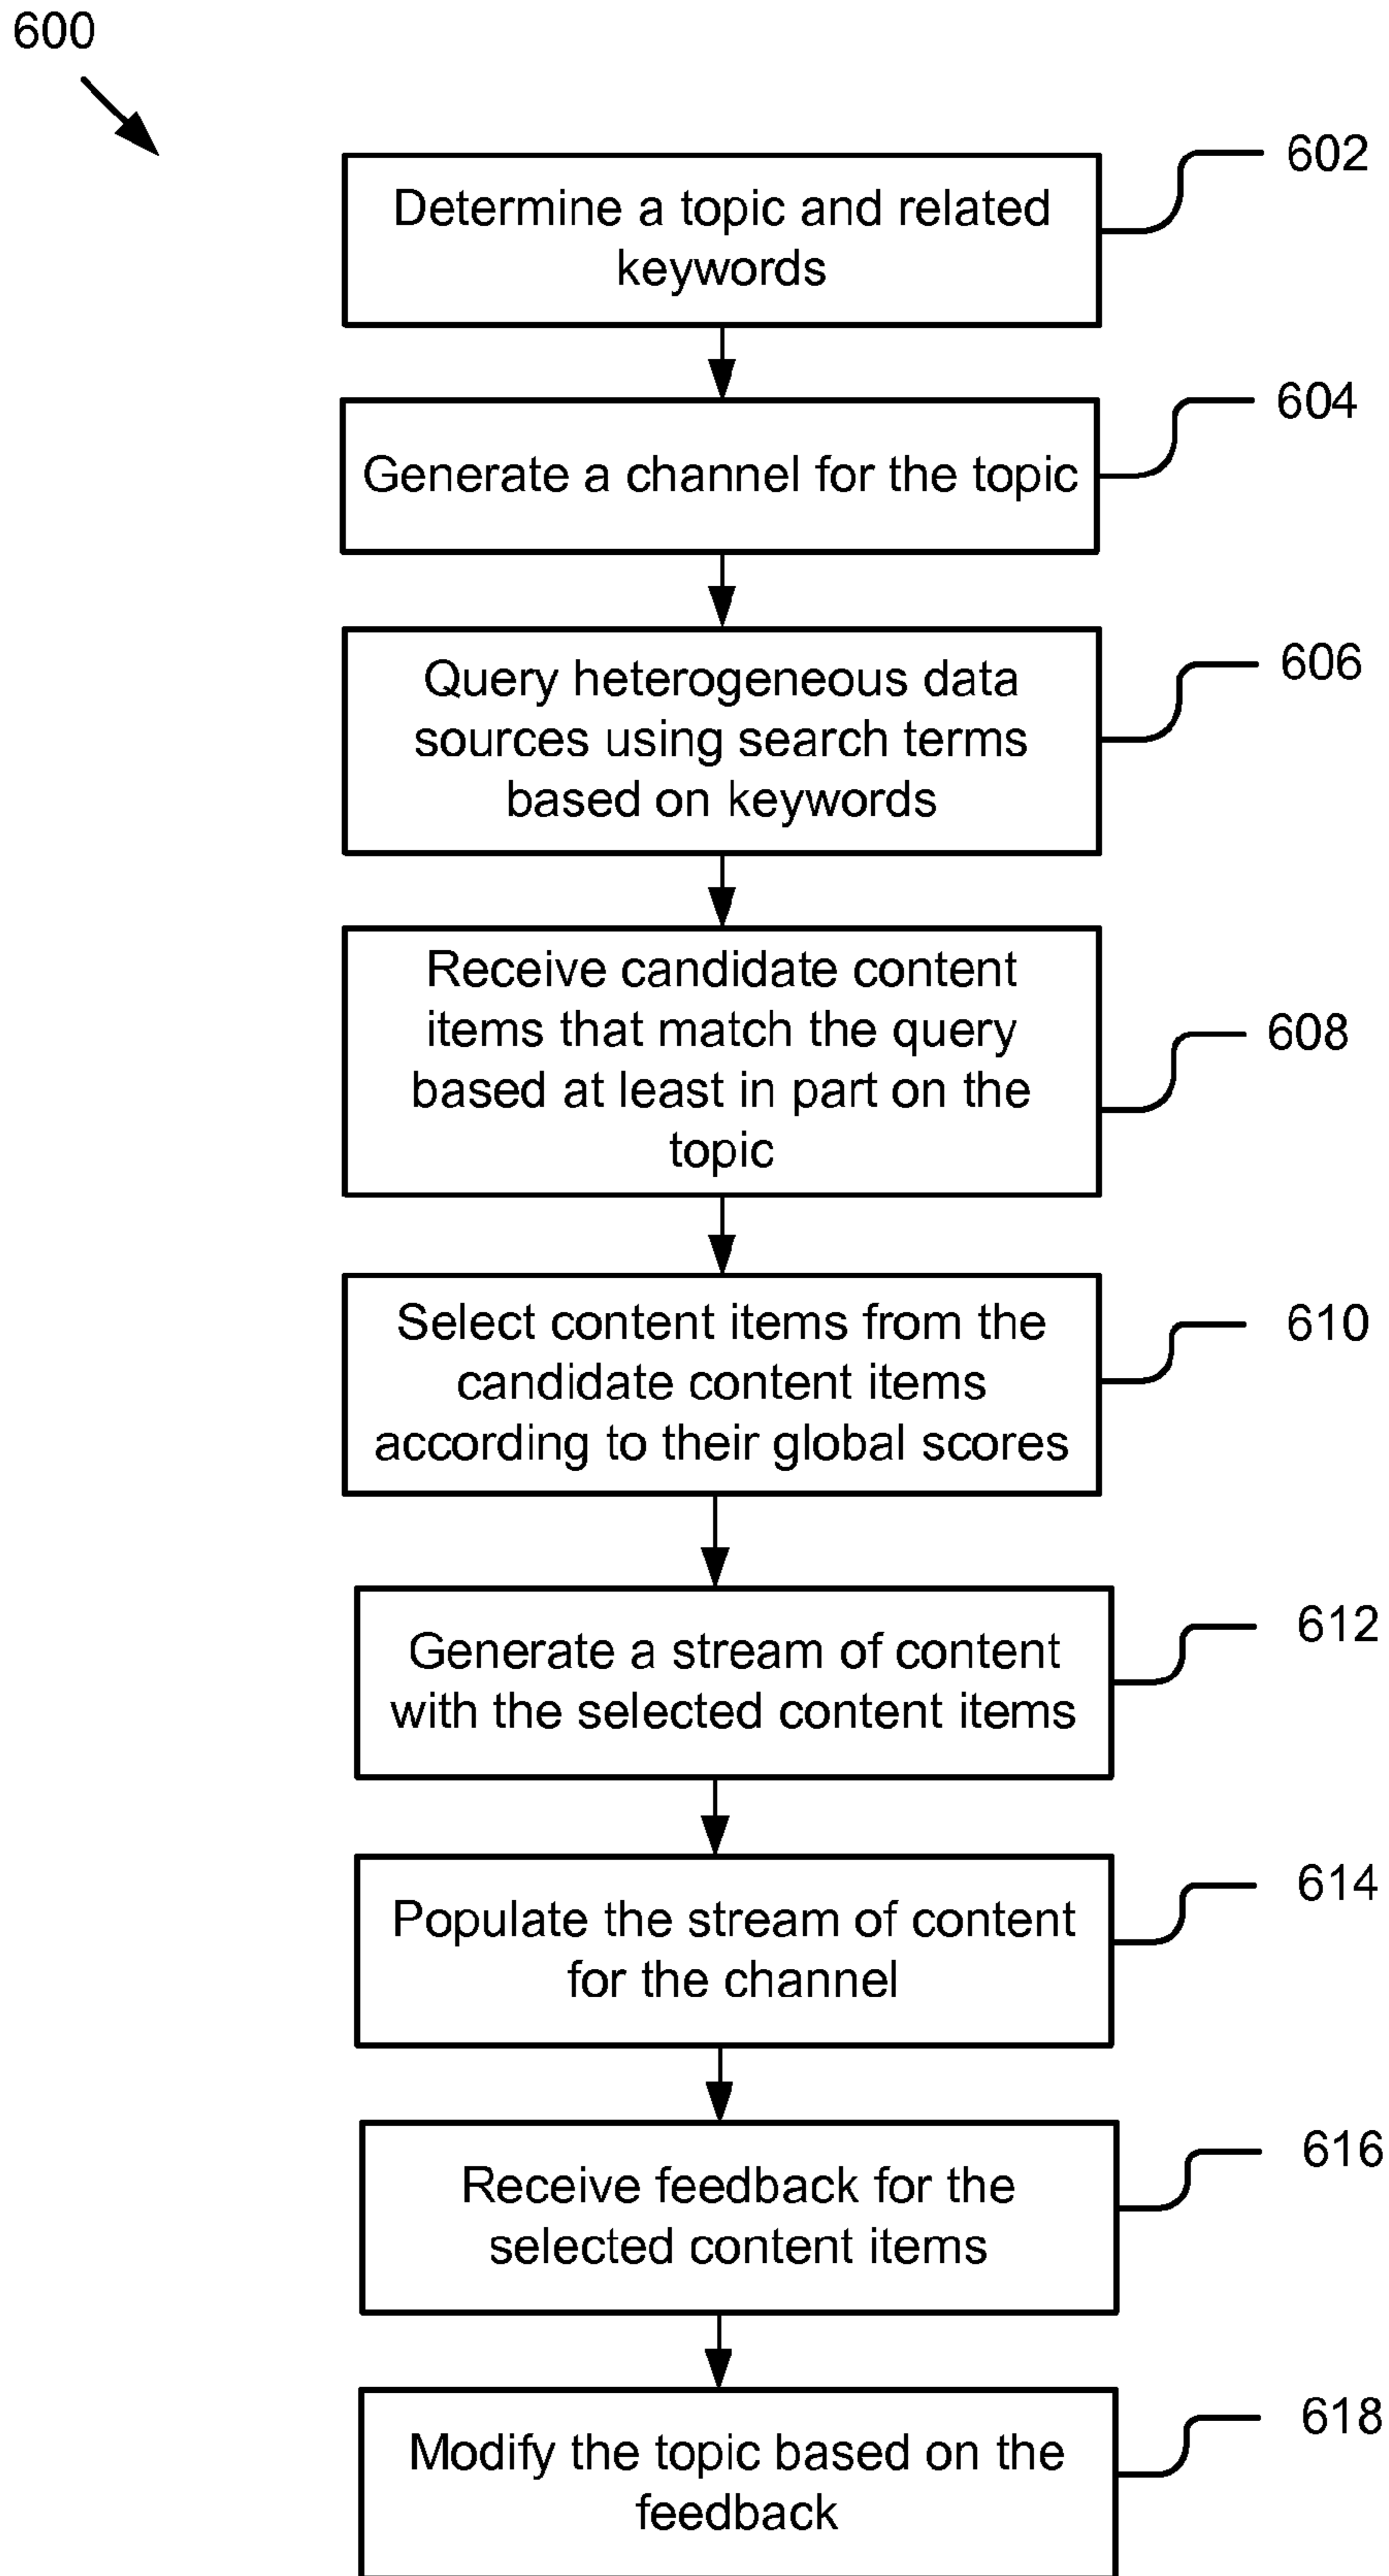 600
602
Determine a topic and related
keywords
604
Generate a channel for the topic
606
Query heterogeneous data
sources using search terms
based on keywords
608
Receive candidate content
items that match the query
based at least in part on the
topic
610
Select content items from the
candidate content items
according to their global scores
612
Generate a stream of content
with the selected content items
614
Populate the stream of content
for the channel
616
Receive feedback for the
selected content items
618
Modify the topic based on the
feedback